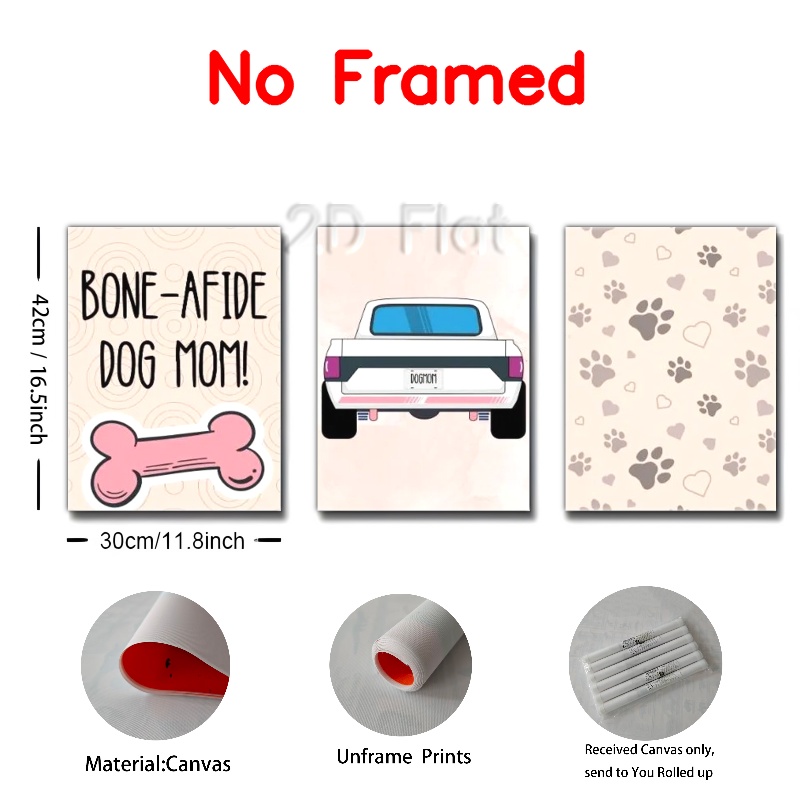 No Framed
2D Flat
BONE-AFIDE
DOG MOM!
DOGMOM
42cm / 16.5inch
30cm/11.8inch
Material:Canvas
Unframe Prints
Received Canvas only,
send to You Rolled up